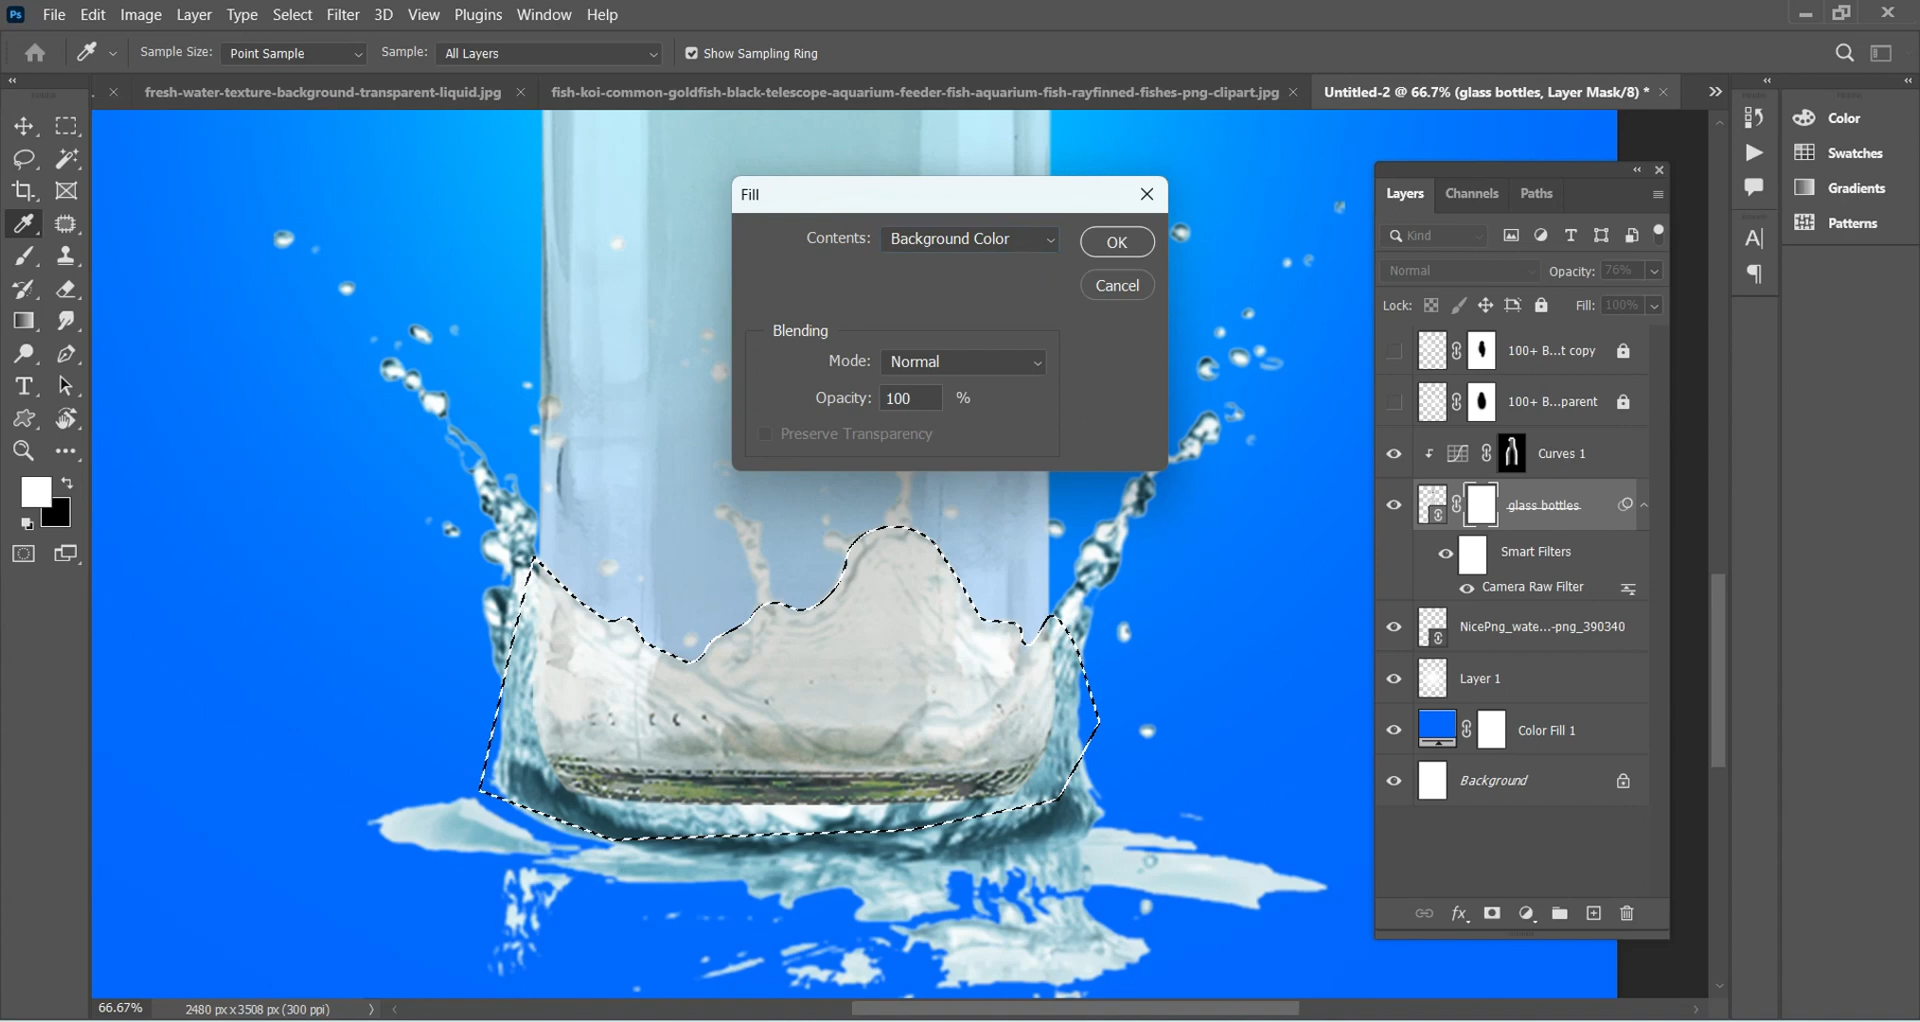 Ps File Edit Image Layer Type Select Filter 3D View Plugins Window Help
Sample Size: Point Sample Sample: All Layers Show Sampling Ring
fresh-water-texture-background-transparent-liquid.jpg fish-koi-common-goldfish-black-telescope-aquarium-feeder-fish-aquarium-fish-rayfinned-fishes-png-clipart.jpg Untitled-2 @ 66.7% (glass bottles, Layer Mask/8) *
Fill
Contents: Background Color OK
Cancel
Blending
Mode: Normal
Opacity: 100 %
Preserve Transparency
Layers Channels Paths
Kind
Normal Opacity: 76%
Lock: Fill: 100%
100+ B...t copy
100+ B...parent
Curves 1
glass bottles
Smart Filters
Camera Raw Filter
NicePng_wate...-png_390340
Layer 1
Color Fill 1
Background
fx
Color
Swatches
Gradients
Patterns
66.67% 2480 px x 3508 px (300 ppi)